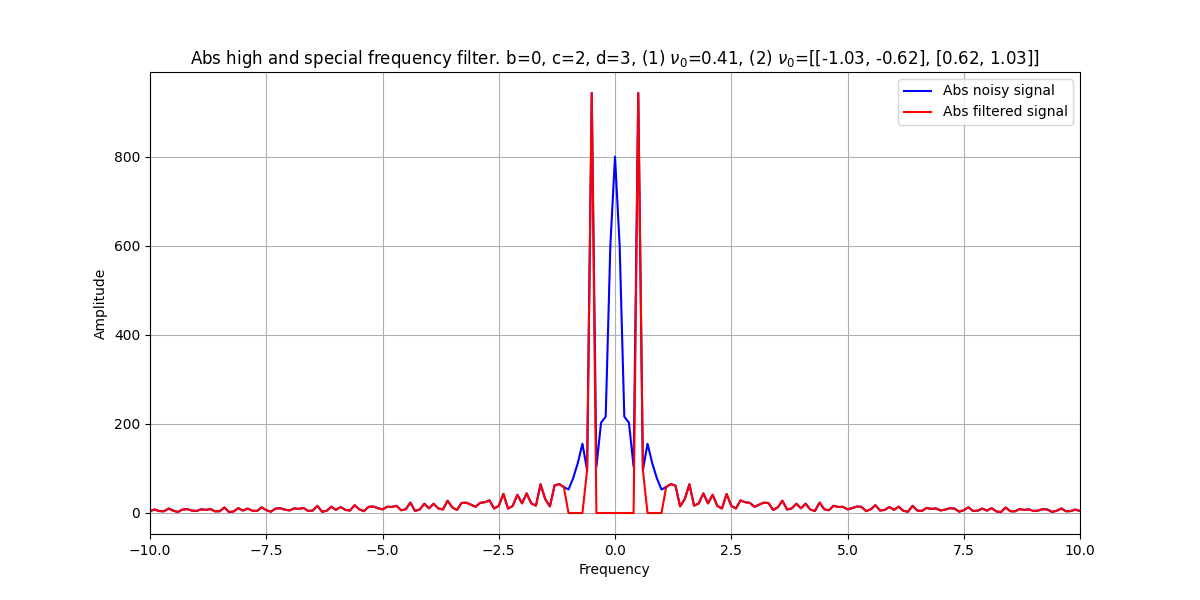 Abs high and special frequency filter. b=0, c=2, d=3, (1) ν₀=0.41, (2) ν₀=[[-1.03, -0.62], [0.62, 1.03]]
Abs noisy signal
Abs filtered signal
Amplitude
800
600
400
200
0
−10.0 −7.5 −5.0 −2.5 0.0 2.5 5.0 7.5 10.0
Frequency